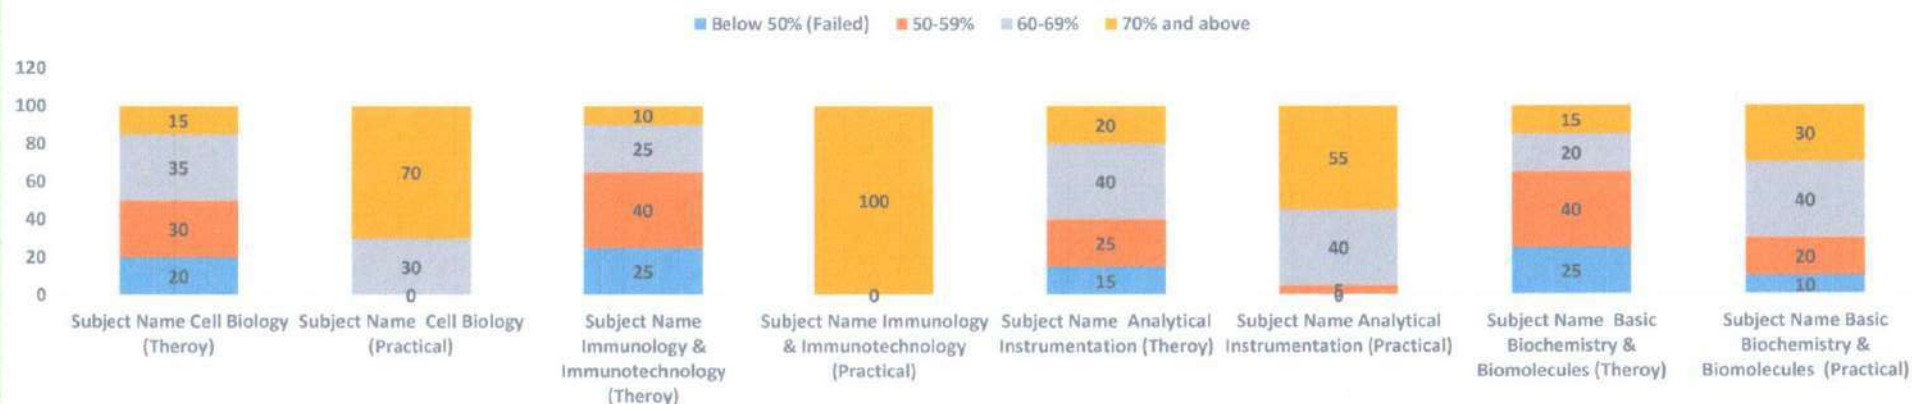 Below 50% (Failed) 50-59% 60-69% 70% and above
120
100
80
60
40
20
0
15
35
30
20
70
30
0
10
25
40
25
100
0
20
40
25
15
55
40
5
0
15
20
40
25
30
40
20
10
Subject Name Cell Biology
(Theroy)
Subject Name Cell Biology
(Practical)
Subject Name
Immunology &
Immunotechnology
(Theroy)
Subject Name Immunology
& Immunotechnology
(Practical)
Subject Name Analytical
Instrumentation (Theroy)
Subject Name Analytical
Instrumentation (Practical)
Subject Name Basic
Biochemistry &
Biomolecules (Theroy)
Subject Name Basic
Biochemistry &
Biomolecules (Practical)